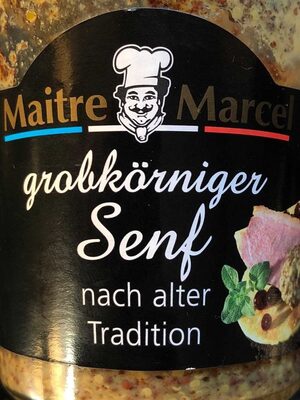 Maitre Marcel
grobkörniger
Senf
nach alter
Tradition